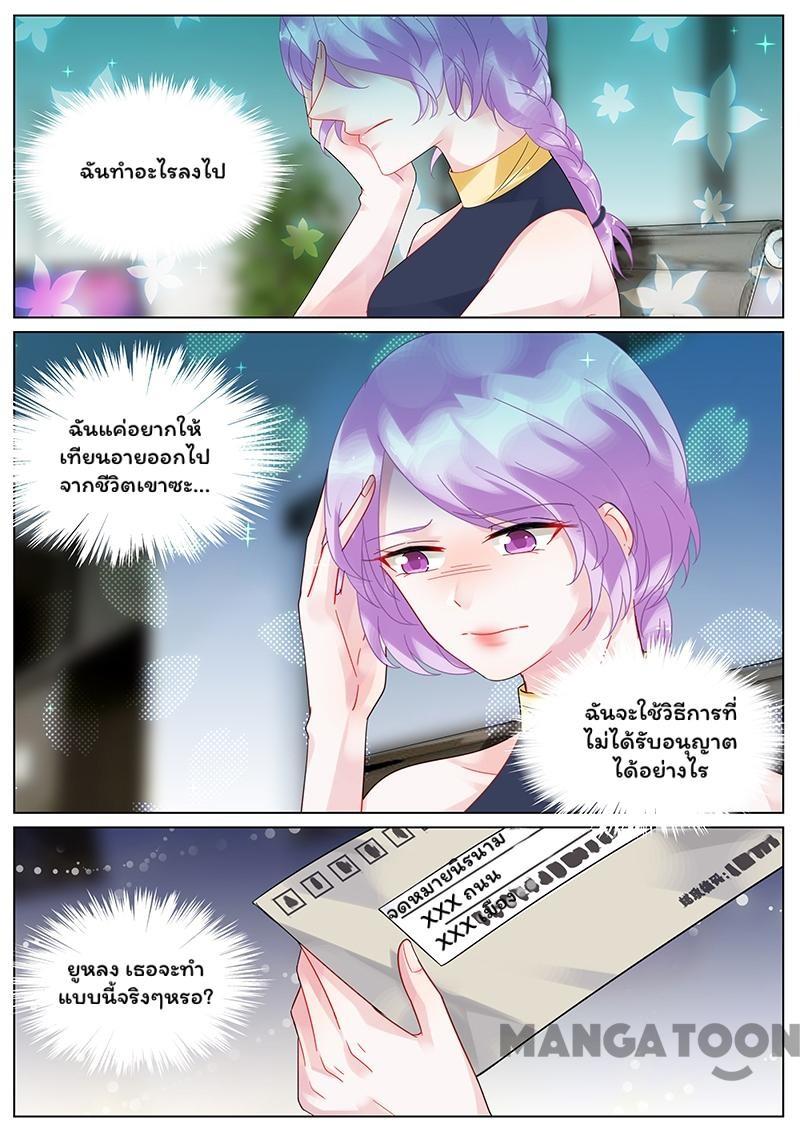 ฉันทำอะไรลงไป
ฉันแค่อยากให้
เทียนอายออกไป
จากชีวิตเขาซะ...
ฉันจะใช้วิธีการที่
ไม่ได้รับอนุญาต
ได้อย่างไร
จดหมายนิรนาม
XXX ถนน
XXX เมือง
ยูหลง เธอจะทำ
แบบนี้จริงๆหรอ?
MANGATOON